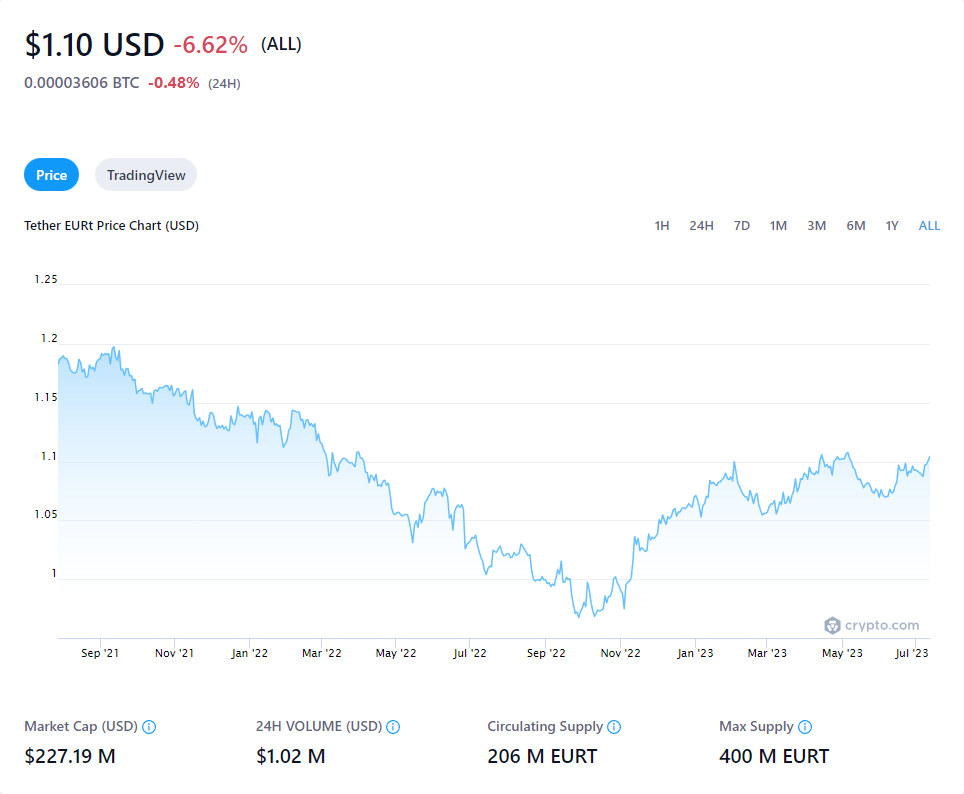 $1.10 USD -6.62% (ALL)
0.00003606 BTC -0.48% (24H)
Price TradingView
Tether EURt Price Chart (USD) 1H 24H 7D 1M 3M 6M 1Y ALL
1.25
1.2
1.15
1.1
1.05
1
crypto.com
Sep '21 Nov '21 Jan '22 Mar '22 May '22 Jul '22 Sep '22 Nov '22 Jan '23 Mar '23 May '23 Jul '23
Market Cap (USD) 24H VOLUME (USD) Circulating Supply Max Supply
$227.19 M $1.02 M 206 M EURT 400 M EURT